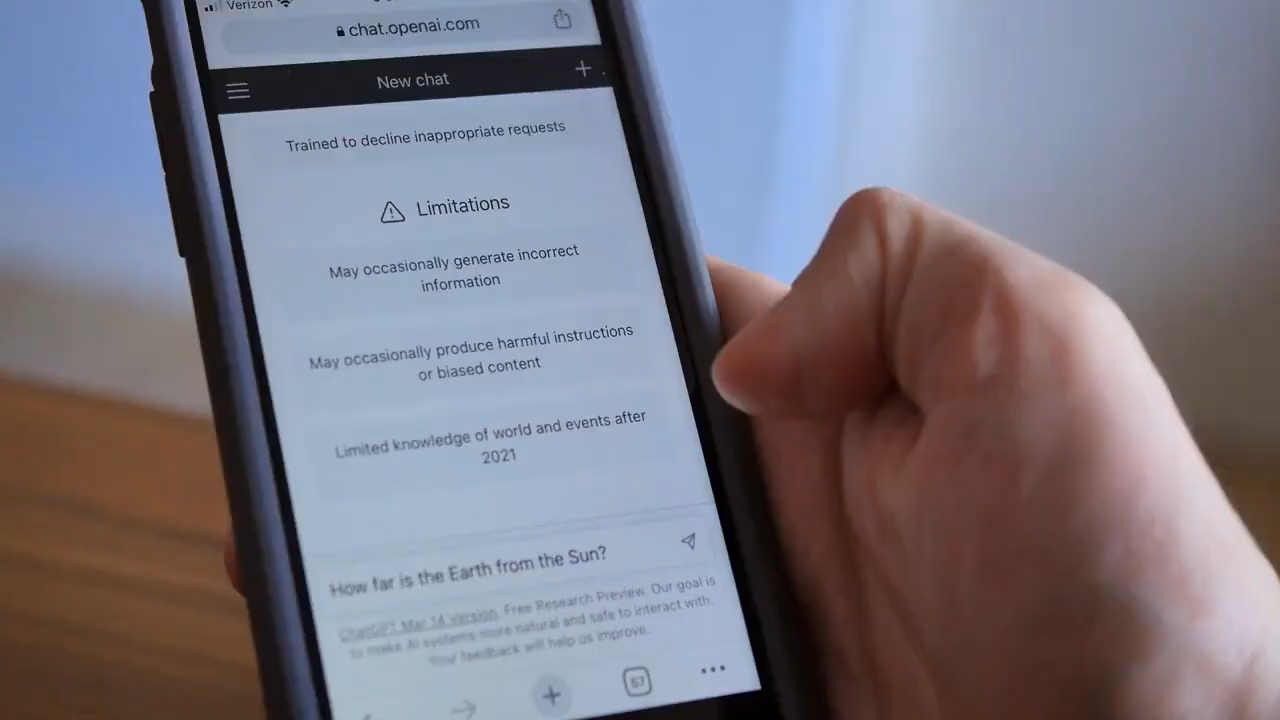 Verizon
chat.openai.com
New chat
Trained to decline inappropriate requests
Limitations
May occasionally generate incorrect
information
May occasionally produce harmful instructions
or biased content
Limited knowledge of world and events after
2021
How far is the Earth from the Sun?
ChatGPT Mar 14 Version. Free Research Preview. Our goal is
to make AI systems more natural and safe to interact with.
Your feedback will help us improve.
57